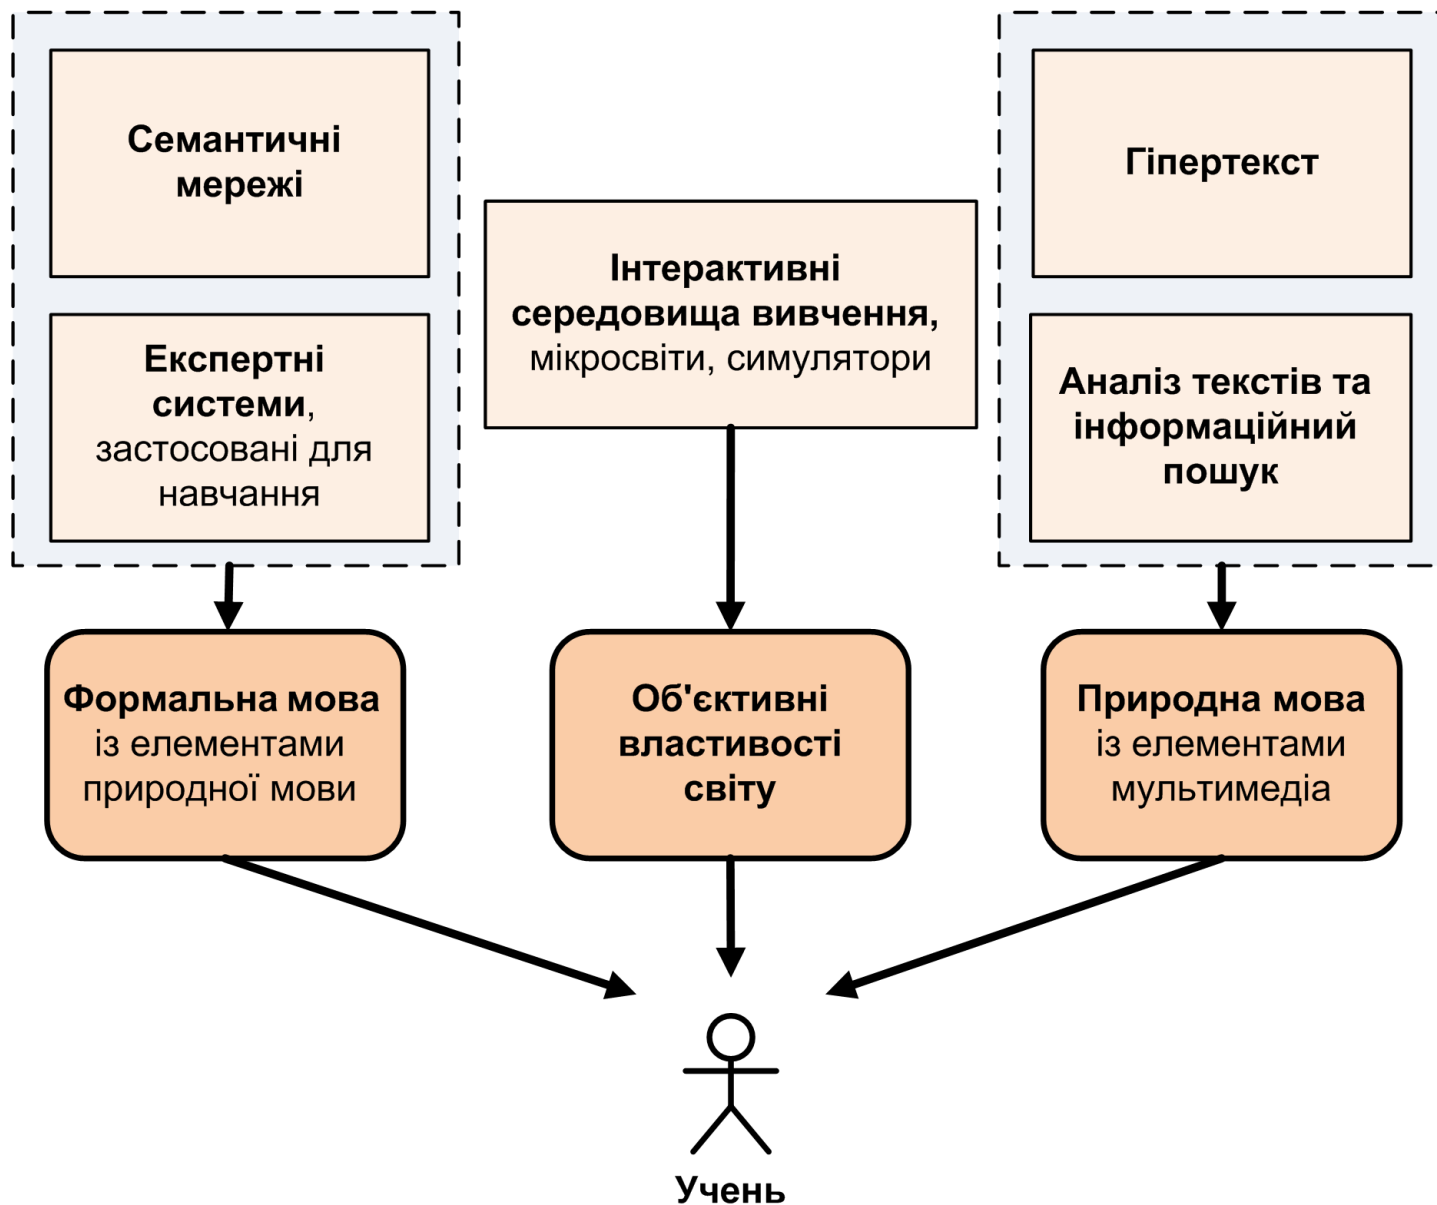 Семантичні
мережі
Експертні
системи,
застосовані для
навчання
Інтерактивні
середовища вивчення,
мікросвіти, симулятори
Гіпертекст
Аналіз текстів та
інформаційний
пошук
Формальна мова
із елементами
природної мови
Об'єктивні
властивості
світу
Природна мова
із елементами
мультимедіа
Учень